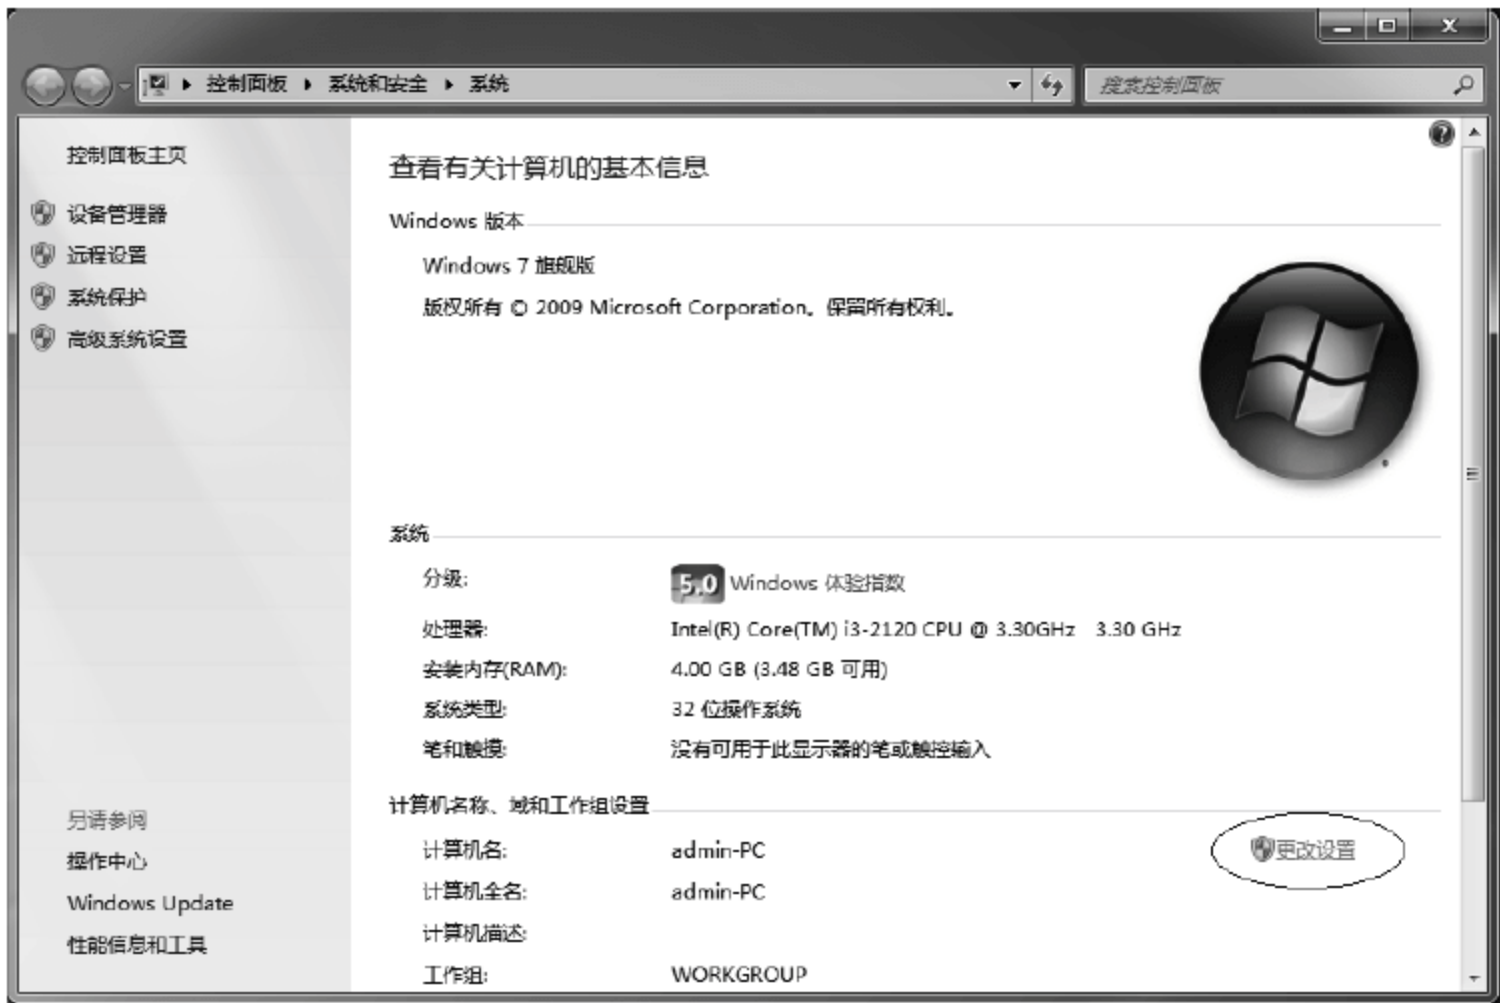 控制面板 系统和安全 系统
搜索控制面板
控制面板主页
设备管理器
远程设置
系统保护
高级系统设置
另请参阅
操作中心
Windows Update
性能信息和工具
查看有关计算机的基本信息
Windows 版本
Windows 7 旗舰版
版权所有 © 2009 Microsoft Corporation。保留所有权利。
系统
分级: 5.0 Windows 体验指数
处理器: Intel(R) Core(TM) i3-2120 CPU @ 3.30GHz 3.30 GHz
安装内存(RAM): 4.00 GB (3.48 GB 可用)
系统类型: 32 位操作系统
笔和触摸: 没有可用于此显示器的笔或触控输入
计算机名称、域和工作组设置
计算机名: admin-PC 更改设置
计算机全名: admin-PC
计算机描述:
工作组: WORKGROUP